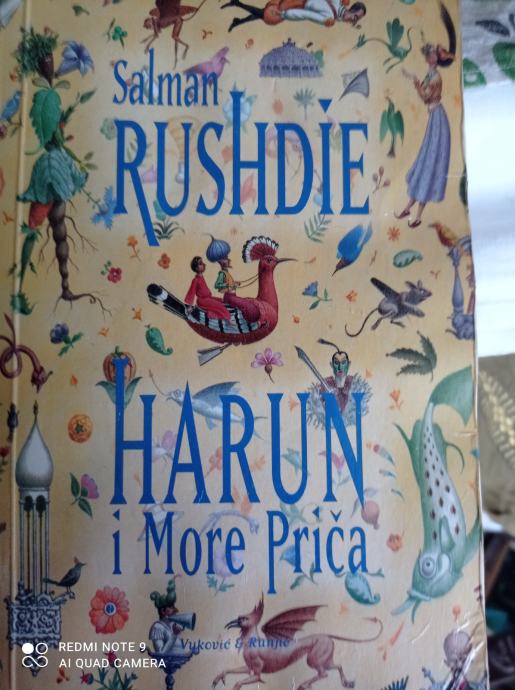 Salman
RUSHDIE
HARUN
i More Priča
Vuković & Runjić
REDMI NOTE 9
AI QUAD CAMERA